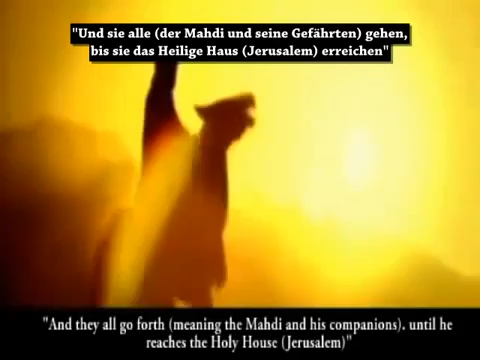 "Und sie alle (der Mahdi und seine Gefährten) gehen,
bis sie das Heilige Haus (Jerusalem) erreichen"
"And they all go forth (meaning the Mahdi and his companions). until he
reaches the Holy House (Jerusalem)"